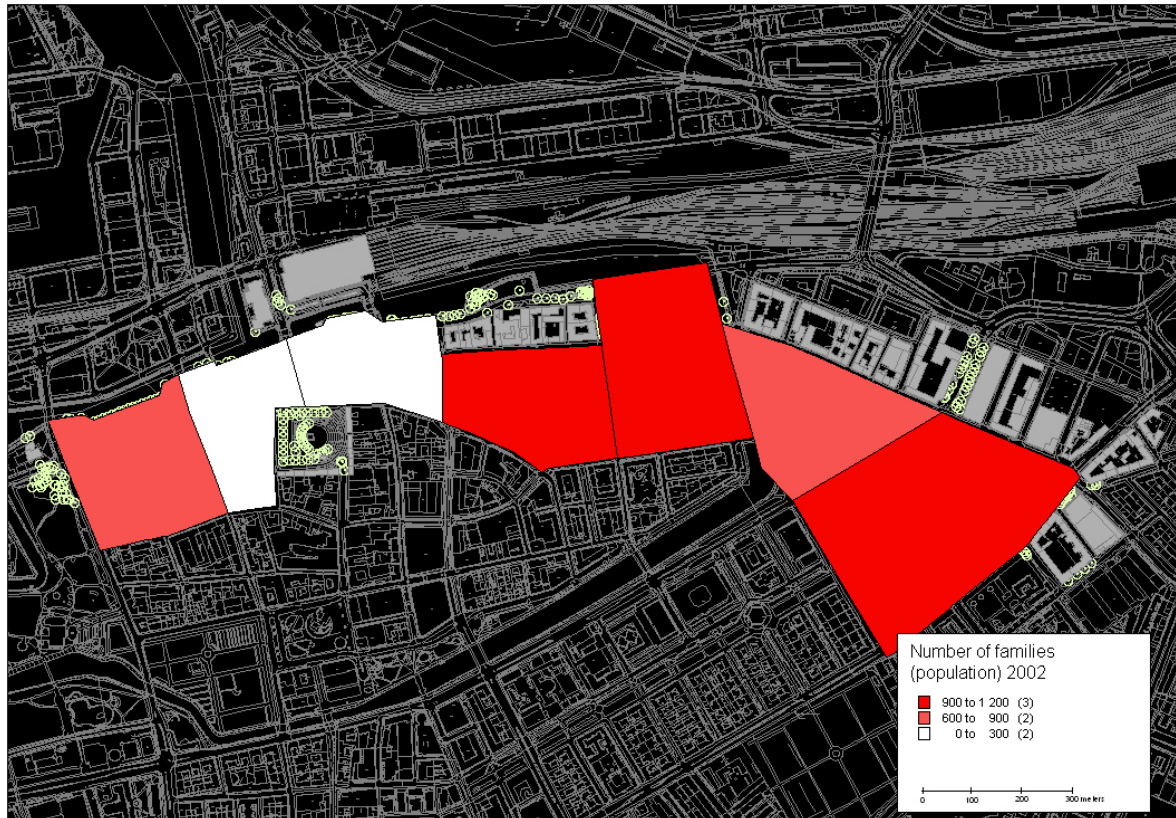 Number of families
(population) 2002
900 to 1 200 (3)
600 to 900 (2)
0 to 300 (2)
0 100 200 300 meters